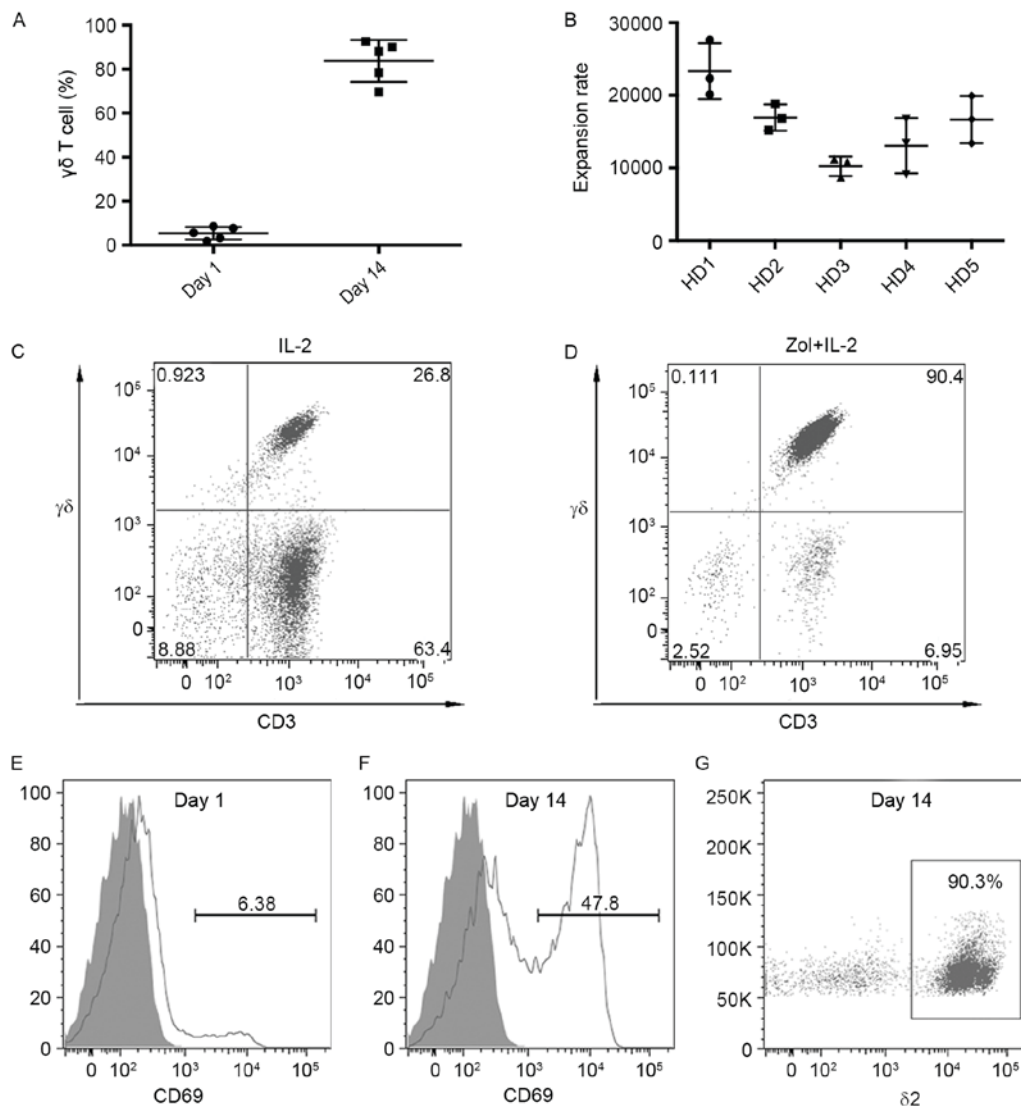 A
γδ T cell (%)
100
80
60
40
20
0
Day 1
Day 14
B
Expansion rate
30000
20000
10000
0
HD1
HD2
HD3
HD4
HD5
C
IL-2
0.923
26.8
10⁵
10⁴
γδ
10³
10²
0
8.88
63.4
0 10² 10³ 10⁴ 10⁵
CD3
D
Zol+IL-2
0.111
90.4
10⁵
10⁴
γδ
10³
10²
0
2.52
6.95
0 10² 10³ 10⁴ 10⁵
CD3
E
Day 1
100
80
60
40
20
0
6.38
0 10² 10³ 10⁴ 10⁵
CD69
F
Day 14
100
80
60
40
20
0
47.8
0 10² 10³ 10⁴ 10⁵
CD69
G
Day 14
250K
200K
150K
100K
50K
0
90.3%
0 10² 10³ 10⁴ 10⁵
δ2